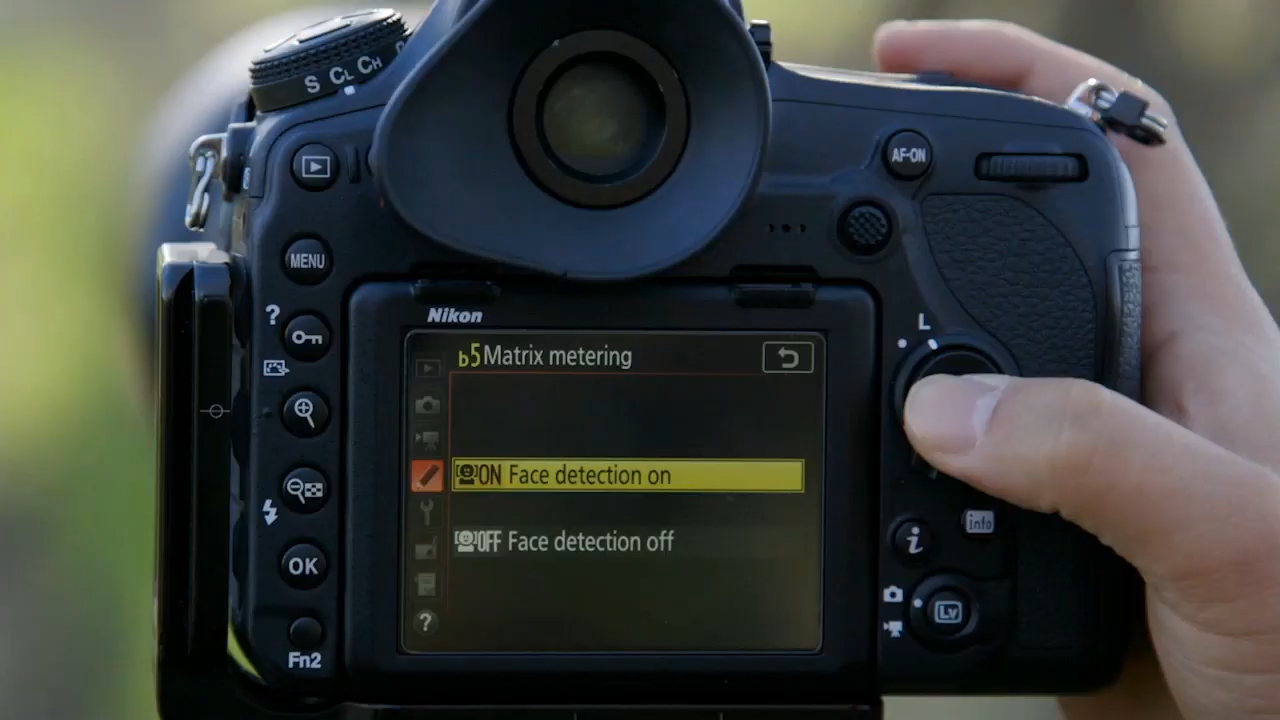 S CL CH
AF-ON
MENU
?
L
Nikon
b5 Matrix metering
ON Face detection on
OFF Face detection off
?
info
i
OK
Lv
Fn2